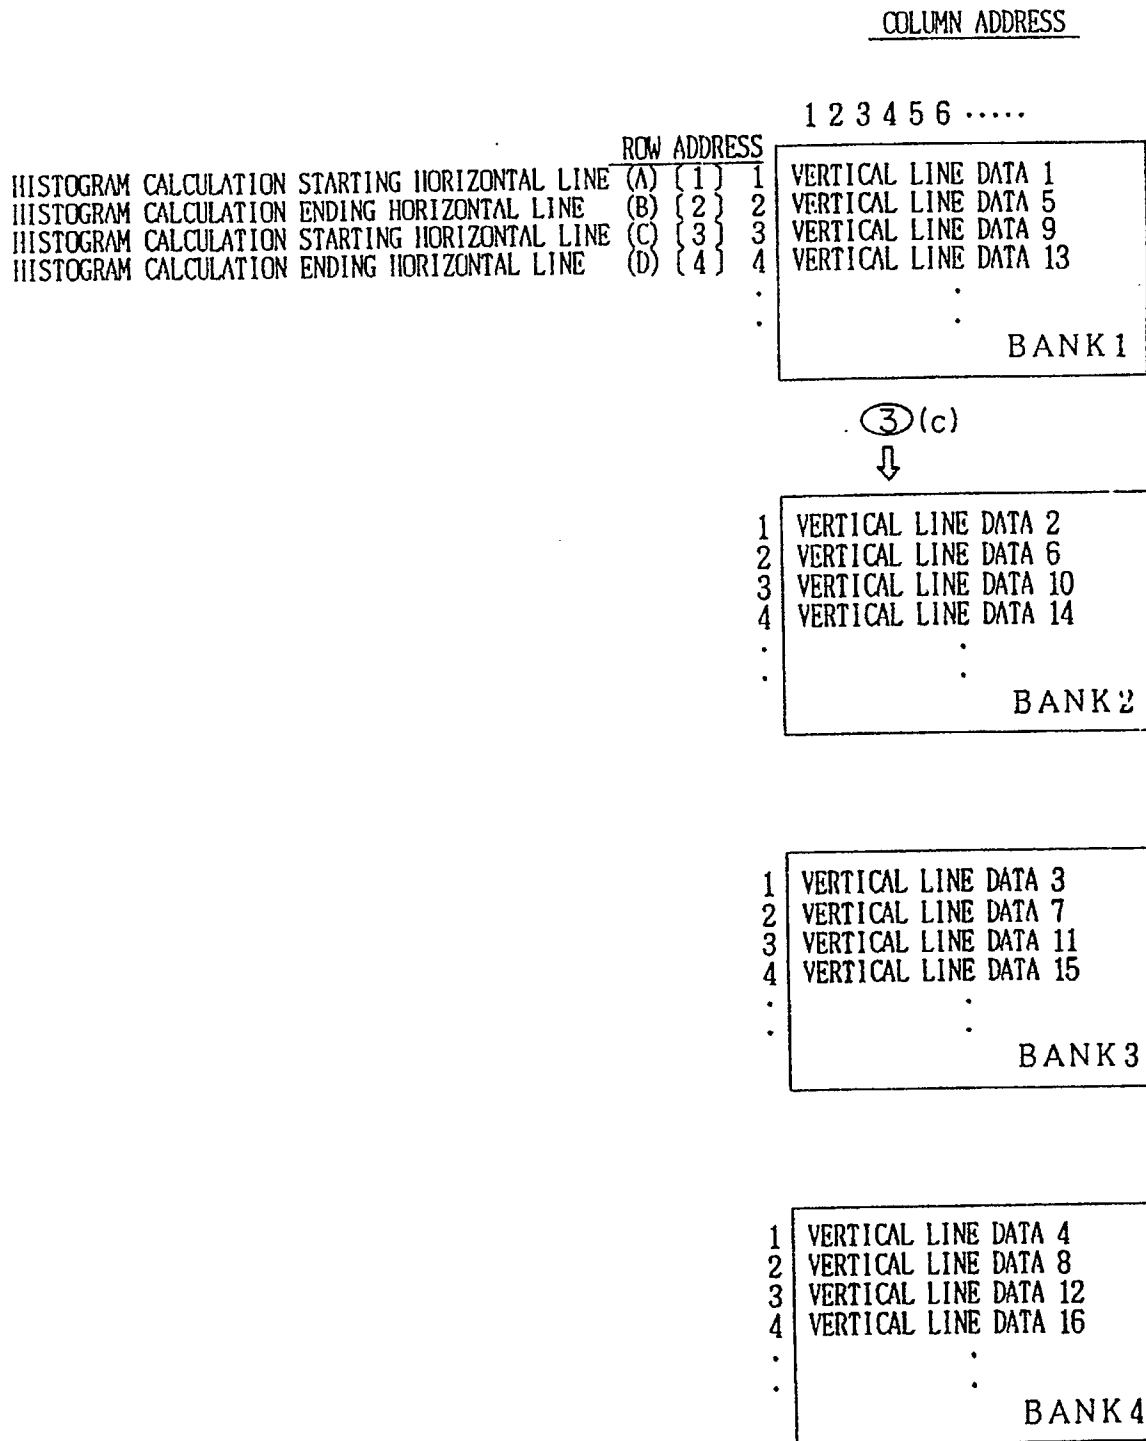 COLUMN ADDRESS
1 2 3 4 5 6 ·····
ROW ADDRESS
HISTOGRAM CALCULATION STARTING HORIZONTAL LINE (A) [1] 1 VERTICAL LINE DATA 1
HISTOGRAM CALCULATION ENDING HORIZONTAL LINE (B) [2] 2 VERTICAL LINE DATA 5
HISTOGRAM CALCULATION STARTING HORIZONTAL LINE (C) [3] 3 VERTICAL LINE DATA 9
HISTOGRAM CALCULATION ENDING HORIZONTAL LINE (D) [4] 4 VERTICAL LINE DATA 13
. .
. .
BANK1
③(c)
⇩
1 VERTICAL LINE DATA 2
2 VERTICAL LINE DATA 6
3 VERTICAL LINE DATA 10
4 VERTICAL LINE DATA 14
. .
. .
BANK2
1 VERTICAL LINE DATA 3
2 VERTICAL LINE DATA 7
3 VERTICAL LINE DATA 11
4 VERTICAL LINE DATA 15
. .
. .
BANK3
1 VERTICAL LINE DATA 4
2 VERTICAL LINE DATA 8
3 VERTICAL LINE DATA 12
4 VERTICAL LINE DATA 16
. .
. .
BANK4